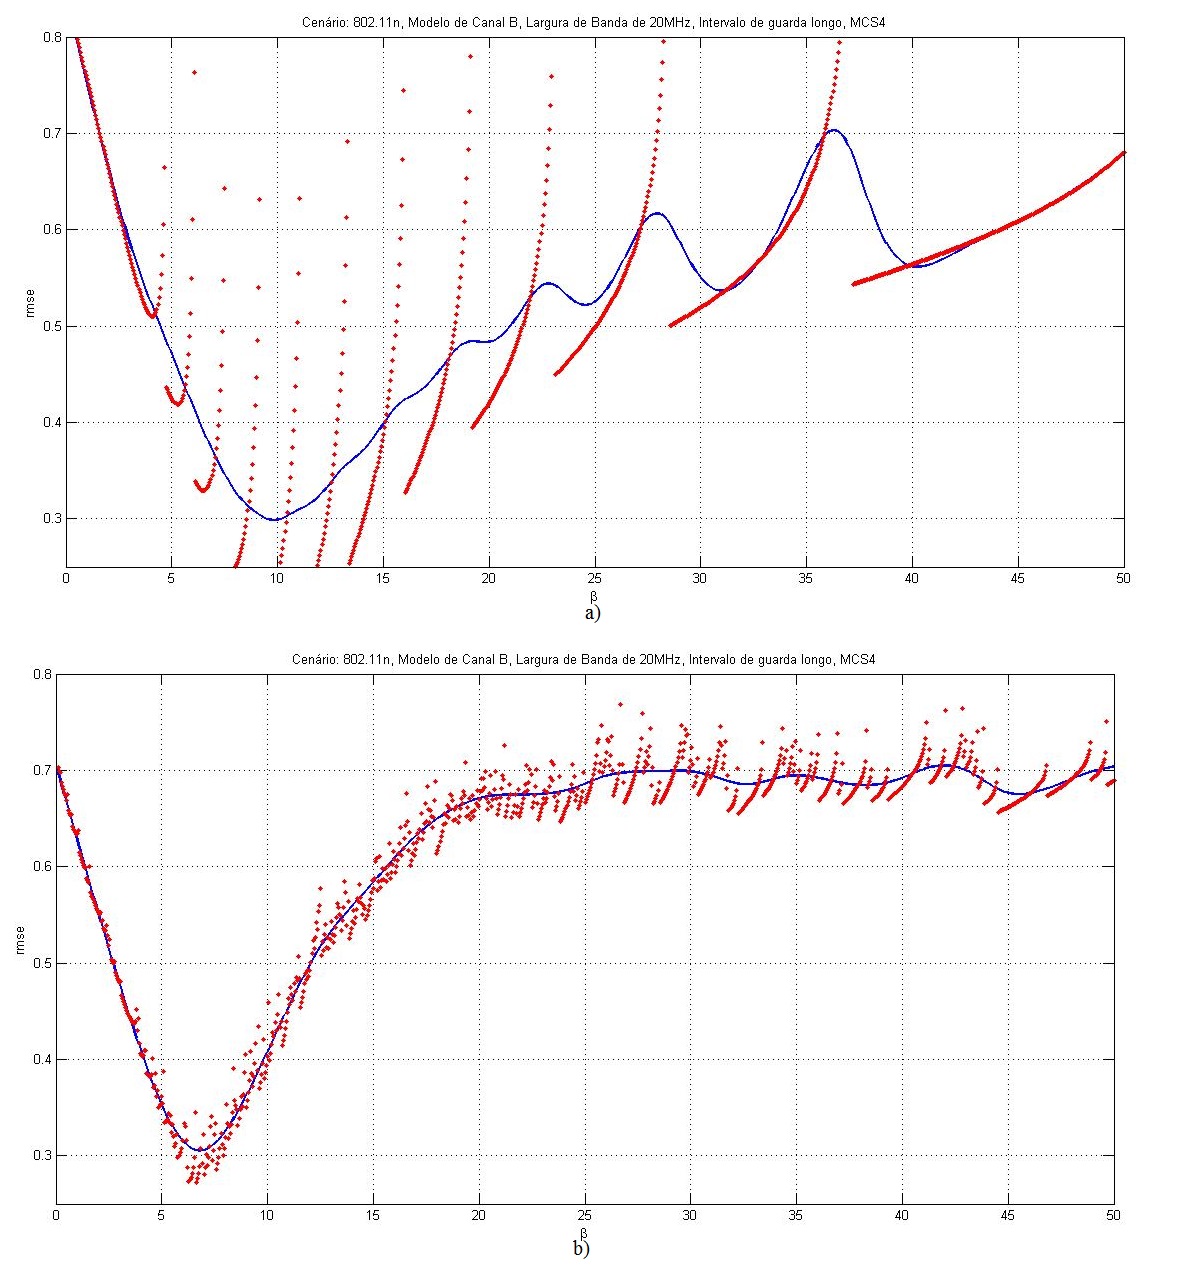 Cenário: 802.11n, Modelo de Canal B, Largura de Banda de 20MHz, Intervalo de guarda longo, MCS4
0.8
0.7
0.6
0.5
0.4
0.3
rmse
0 5 10 15 20 25 30 35 40 45 50
β
a)
Cenário: 802.11n, Modelo de Canal B, Largura de Banda de 20MHz, Intervalo de guarda longo, MCS4
0.8
0.7
0.6
0.5
0.4
0.3
rmse
0 5 10 15 20 25 30 35 40 45 50
β
b)